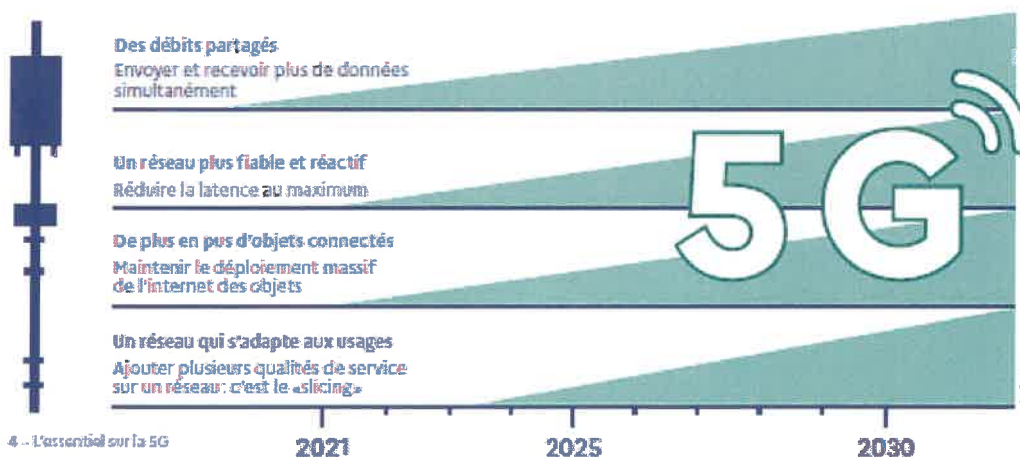 Des débits partagés
Envoyer et recevoir plus de données
simultanément
Un réseau plus fiable et réactif
Réduire la latence au maximum
De plus en pus d'objets connectés
Maintenir le déploiement massif
de l'internet des objets
Un réseau qui s'adapte aux usages
Ajouter plusieurs qualités de service
sur un réseau: c'est le «slicing»
5G
4 - L'essentiel sur la 5G
2021
2025
2030